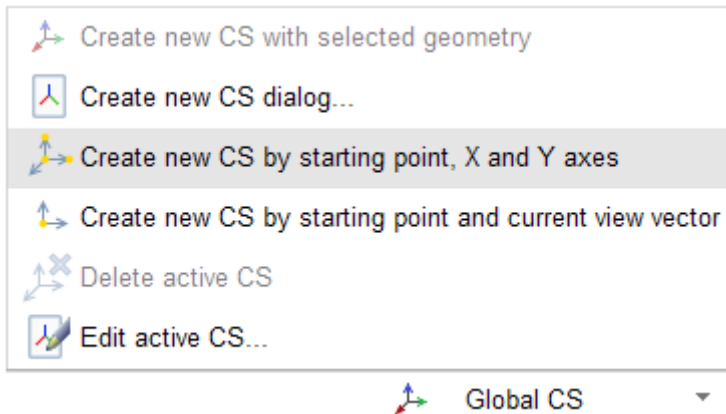 Create new CS with selected geometry
Create new CS dialog...
Create new CS by starting point, X and Y axes
Create new CS by starting point and current view vector
Delete active CS
Edit active CS...
Global CS